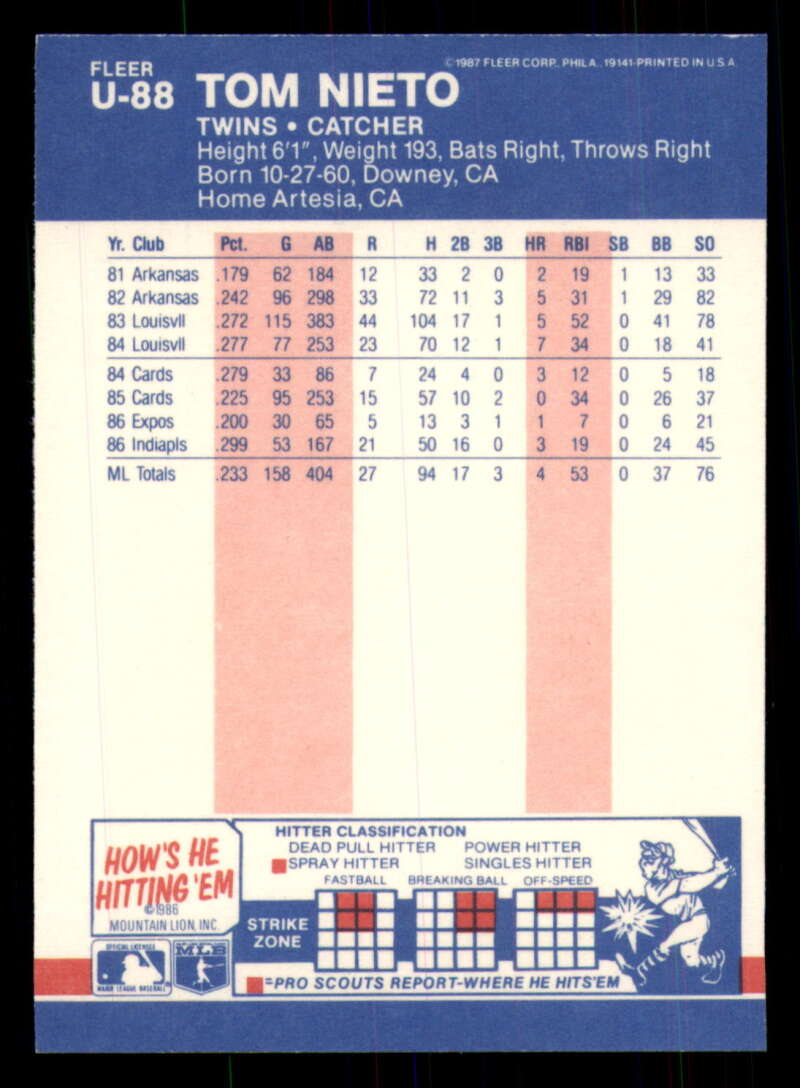 FLEER
U-88 TOM NIETO
©1987 FLEER CORP. PHILA. 19141-PRINTED IN U.S.A.
TWINS • CATCHER
Height 6'1", Weight 193, Bats Right, Throws Right
Born 10-27-60, Downey, CA
Home Artesia, CA
Yr. Club Pct. G AB R H 2B 3B HR RBI SB BB SO
81 Arkansas .179 62 184 12 33 2 0 2 19 1 13 33
82 Arkansas .242 96 298 33 72 11 3 5 31 1 29 82
83 Louisvll .272 115 383 44 104 17 1 5 52 0 41 78
84 Louisvll .277 77 253 23 70 12 1 7 34 0 18 41
84 Cards .279 33 86 7 24 4 0 3 12 0 5 18
85 Cards .225 95 253 15 57 10 2 0 34 0 26 37
86 Expos .200 30 65 5 13 3 1 1 7 0 6 21
86 Indiapls .299 53 167 21 50 16 0 3 19 0 24 45
ML Totals .233 158 404 27 94 17 3 4 53 0 37 76
HOW'S HE
HITTING 'EM
©1986
MOUNTAIN LION, INC.
HITTER CLASSIFICATION
DEAD PULL HITTER POWER HITTER
SPRAY HITTER SINGLES HITTER
FASTBALL BREAKING BALL OFF-SPEED
STRIKE
ZONE
OFFICIAL LICENSEE
MAJOR LEAGUE BASEBALL
MLB
=PRO SCOUTS REPORT-WHERE HE HITS 'EM